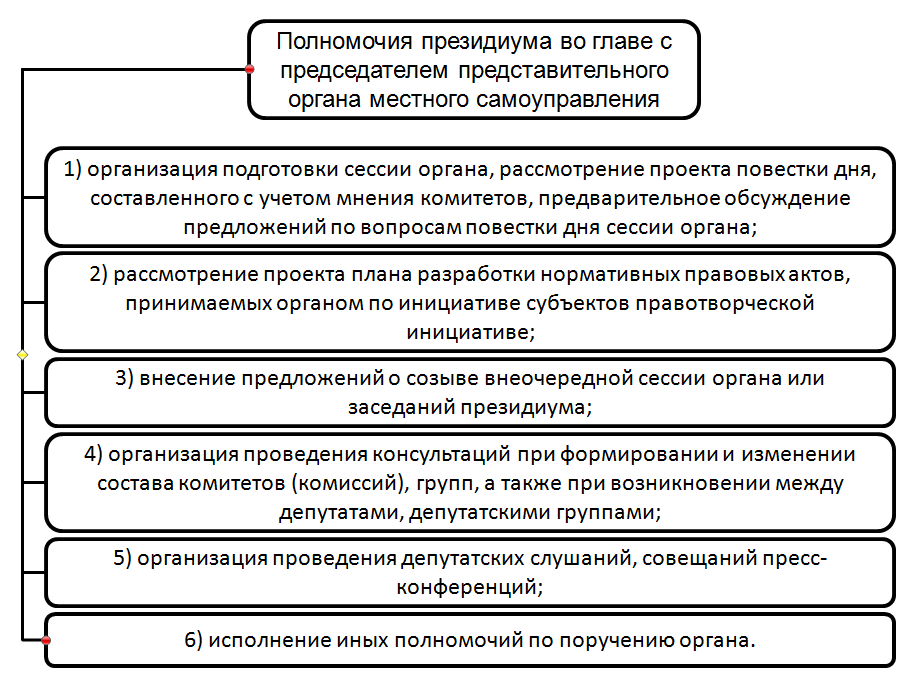 Полномочия президиума во главе с
председателем представительного
органа местного самоуправления
1) организация подготовки сессии органа, рассмотрение проекта повестки дня,
составленного с учетом мнения комитетов, предварительное обсуждение
предложений по вопросам повестки дня сессии органа;
2) рассмотрение проекта плана разработки нормативных правовых актов,
принимаемых органом по инициативе субъектов правотворческой
инициативе;
3) внесение предложений о созыве внеочередной сессии органа или
заседаний президиума;
4) организация проведения консультаций при формировании и изменении
состава комитетов (комиссий), групп, а также при возникновении между
депутатами, депутатскими группами;
5) организация проведения депутатских слушаний, совещаний пресс-
конференций;
6) исполнение иных полномочий по поручению органа.